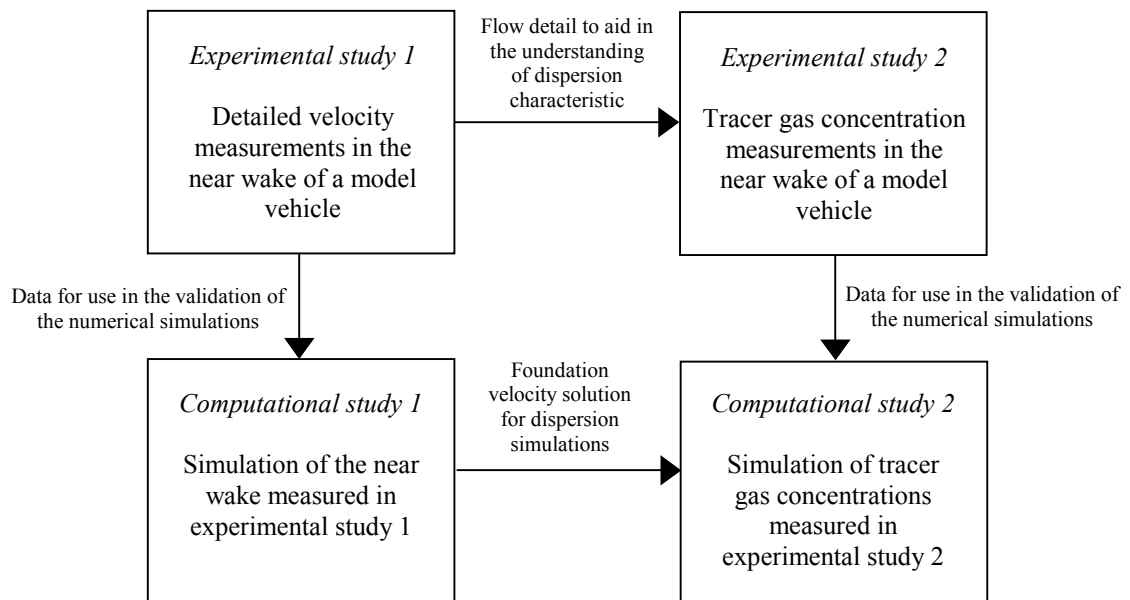 Experimental study 1
Detailed velocity
measurements in the
near wake of a model
vehicle
Flow detail to aid in
the understanding
of dispersion
characteristic
Experimental study 2
Tracer gas concentration
measurements in the
near wake of a model
vehicle
Data for use in the validation of
the numerical simulations
Data for use in the validation of
the numerical simulations
Computational study 1
Simulation of the near
wake measured in
experimental study 1
Foundation
velocity solution
for dispersion
simulations
Computational study 2
Simulation of tracer
gas concentrations
measured in
experimental study 2